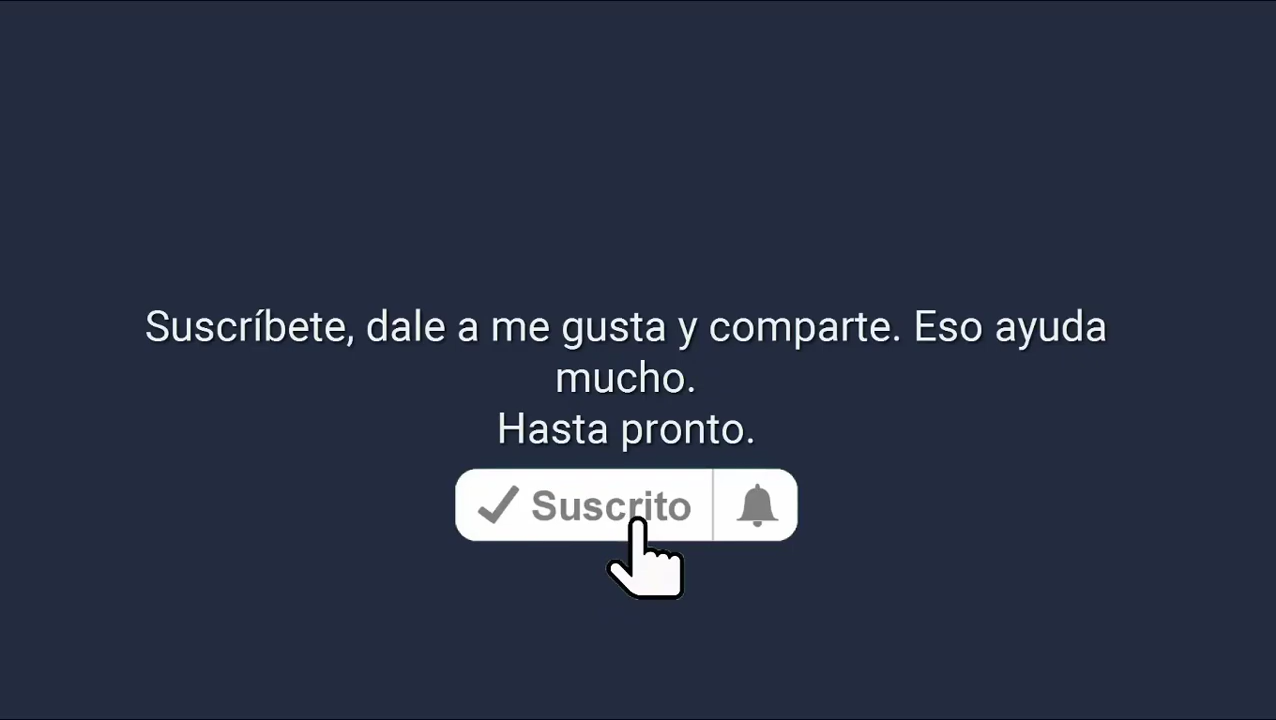 Suscríbete, dale a me gusta y comparte. Eso ayuda
mucho.
Hasta pronto.
Suscrito